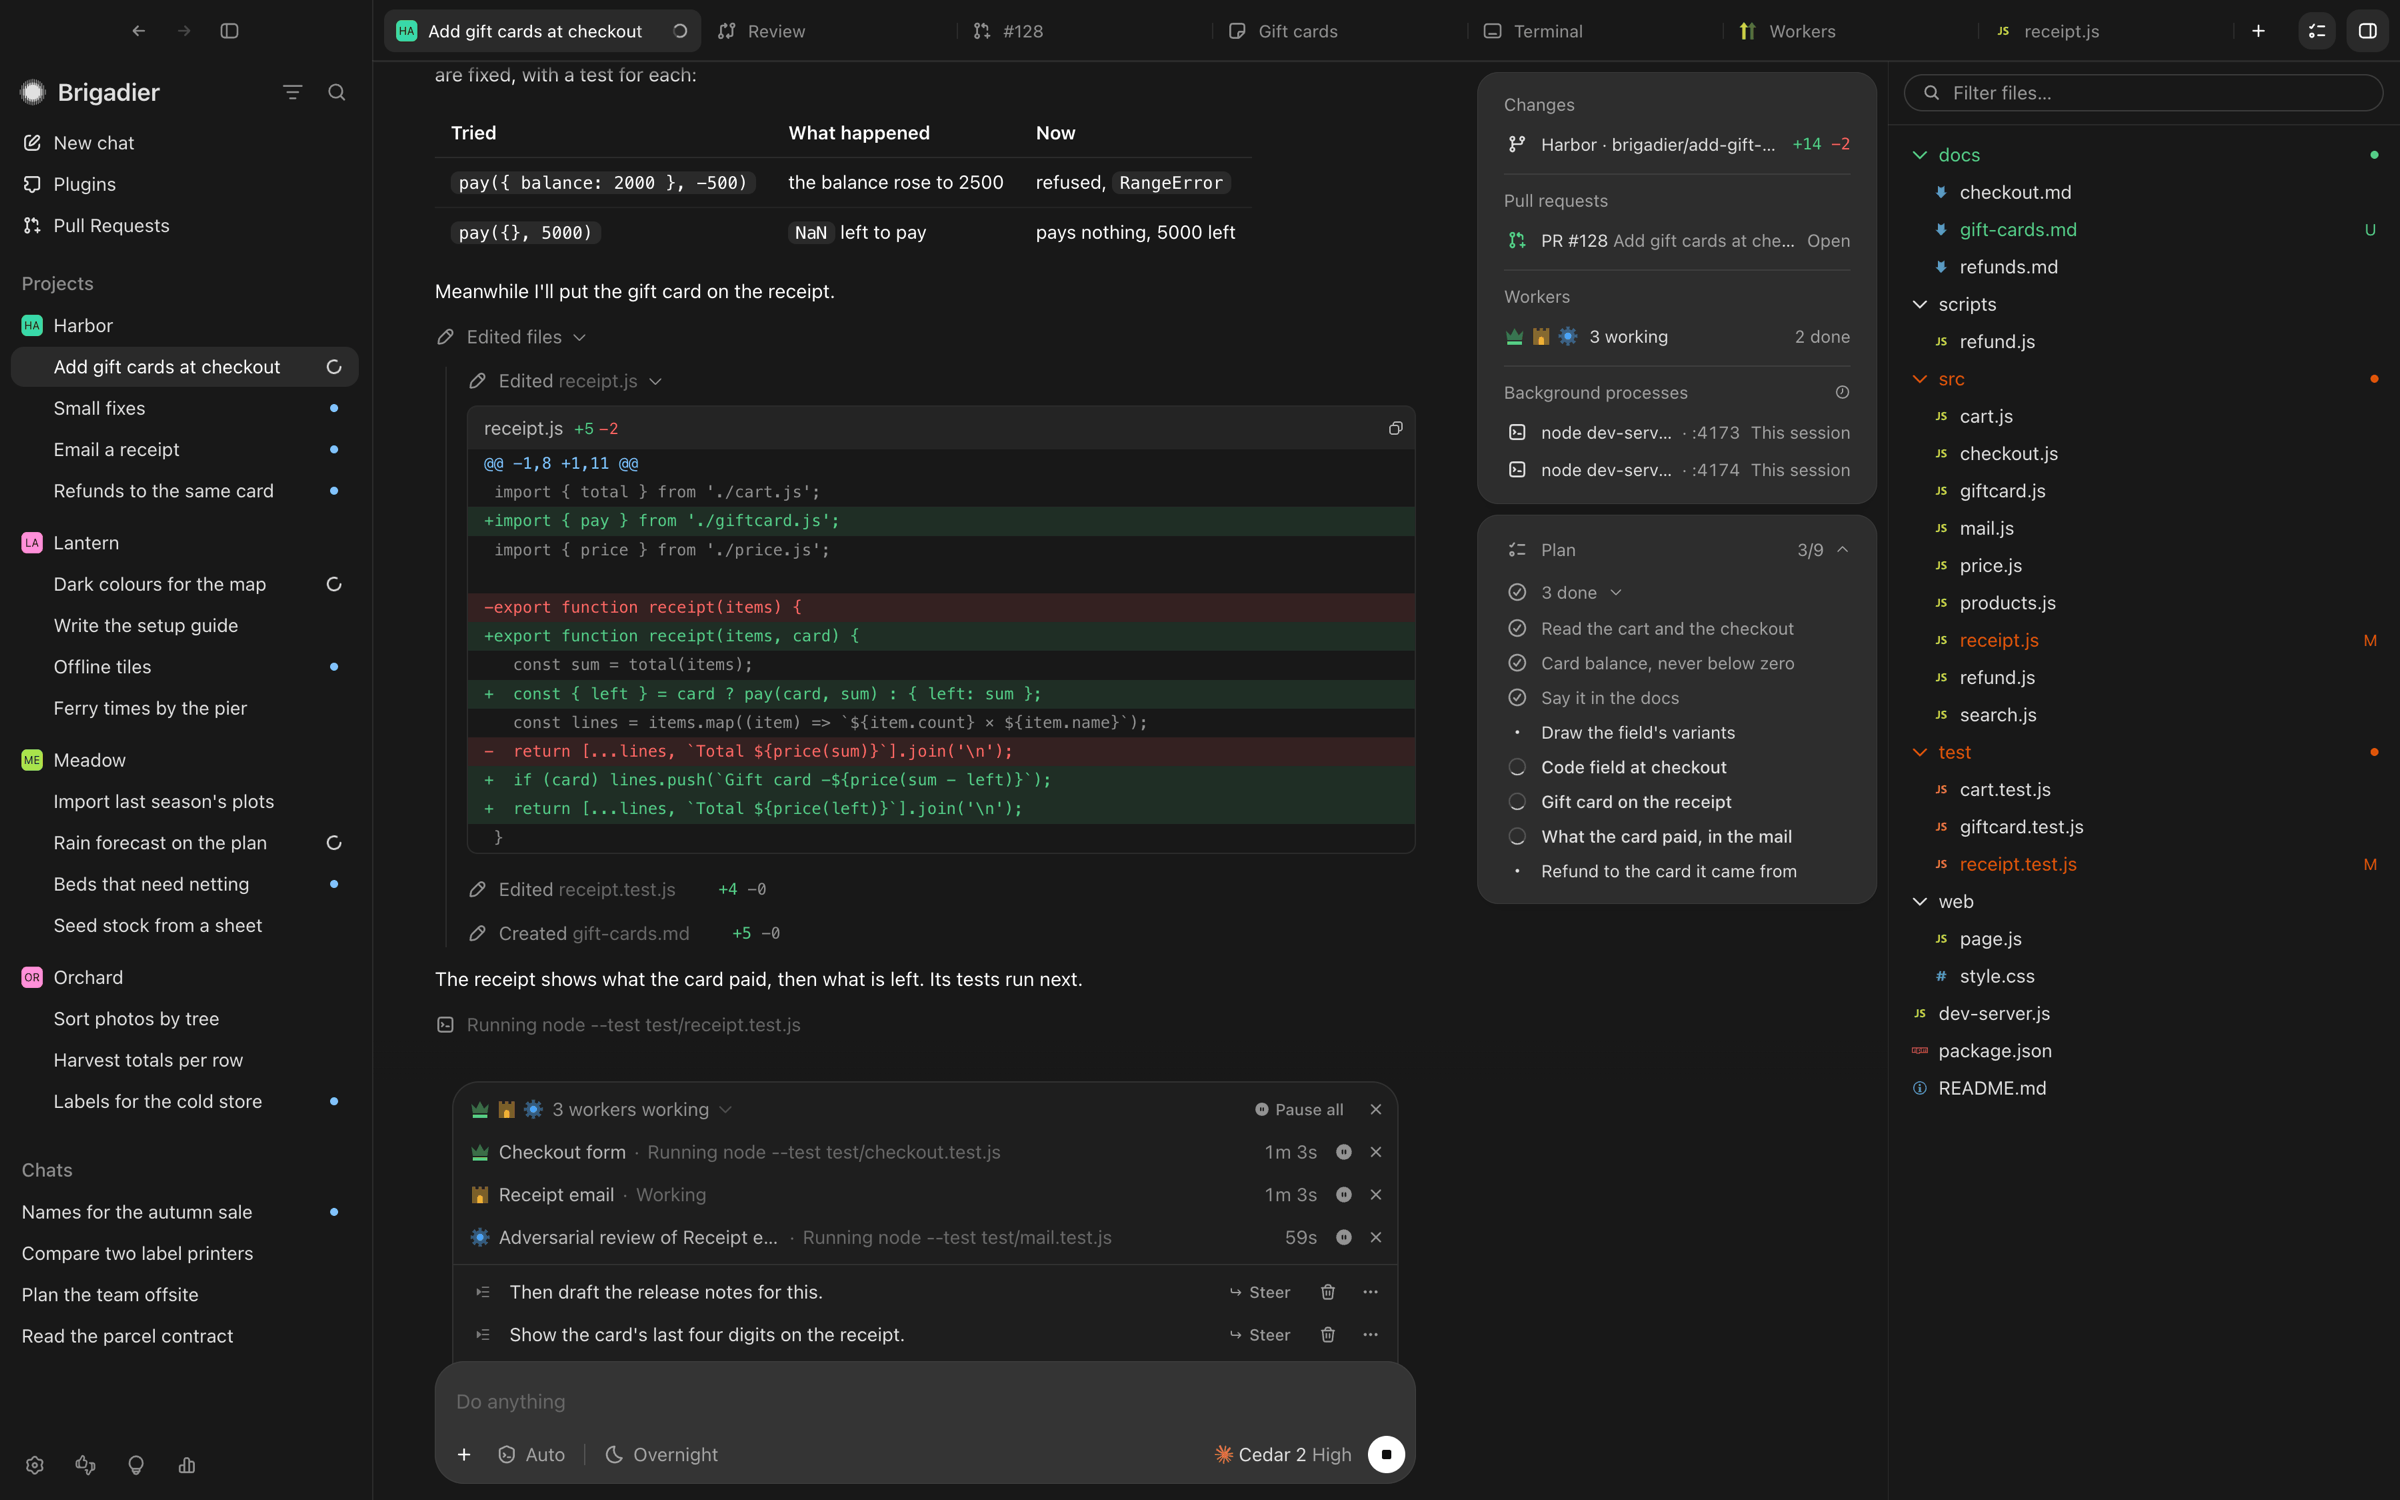 Brigadier
New chat
Plugins
Pull Requests
Projects
HA Harbor
Add gift cards at checkout
Small fixes
Email a receipt
Refunds to the same card
LA Lantern
Dark colours for the map
Write the setup guide
Offline tiles
Ferry times by the pier
ME Meadow
Import last season's plots
Rain forecast on the plan
Beds that need netting
Seed stock from a sheet
OR Orchard
Sort photos by tree
Harvest totals per row
Labels for the cold store
Chats
Names for the autumn sale
Compare two label printers
Plan the team offsite
Read the parcel contract
HA Add gift cards at checkout
Review
#128
Gift cards
Terminal
Workers
JS receipt.js
are fixed, with a test for each:
Tried What happened Now
pay({ balance: 2000 }, −500) the balance rose to 2500 refused, RangeError
pay({}, 5000) NaN left to pay pays nothing, 5000 left
Meanwhile I'll put the gift card on the receipt.
Edited files
Edited receipt.js
receipt.js +5 −2
@@ −1,8 +1,11 @@
import { total } from './cart.js';
+import { pay } from './giftcard.js';
import { price } from './price.js';
−export function receipt(items) {
+export function receipt(items, card) {
const sum = total(items);
+ const { left } = card ? pay(card, sum) : { left: sum };
const lines = items.map((item) => `${item.count} × ${item.name}`);
− return [...lines, `Total ${price(sum)}`].join('\n');
+ if (card) lines.push(`Gift card −${price(sum − left)}`);
+ return [...lines, `Total ${price(left)}`].join('\n');
}
Edited receipt.test.js +4 −0
Created gift-cards.md +5 −0
The receipt shows what the card paid, then what is left. Its tests run next.
Running node --test test/receipt.test.js
3 workers working Pause all
Checkout form · Running node --test test/checkout.test.js 1m 3s
Receipt email · Working 1m 3s
Adversarial review of Receipt e... · Running node --test test/mail.test.js 59s
Then draft the release notes for this. Steer
Show the card's last four digits on the receipt. Steer
Do anything
Auto Overnight Cedar 2 High
Changes
Harbor · brigadier/add-gift-... +14 −2
Pull requests
PR #128 Add gift cards at che... Open
Workers
3 working 2 done
Background processes
node dev-serv... · :4173 This session
node dev-serv... · :4174 This session
Plan 3/9
3 done
Read the cart and the checkout
Card balance, never below zero
Say it in the docs
Draw the field's variants
Code field at checkout
Gift card on the receipt
What the card paid, in the mail
Refund to the card it came from
Filter files...
docs
checkout.md
gift-cards.md U
refunds.md
scripts
JS refund.js
src
JS cart.js
JS checkout.js
JS giftcard.js
JS mail.js
JS price.js
JS products.js
JS receipt.js M
JS refund.js
JS search.js
test
JS cart.test.js
JS giftcard.test.js
JS receipt.test.js M
web
JS page.js
# style.css
JS dev-server.js
package.json
README.md